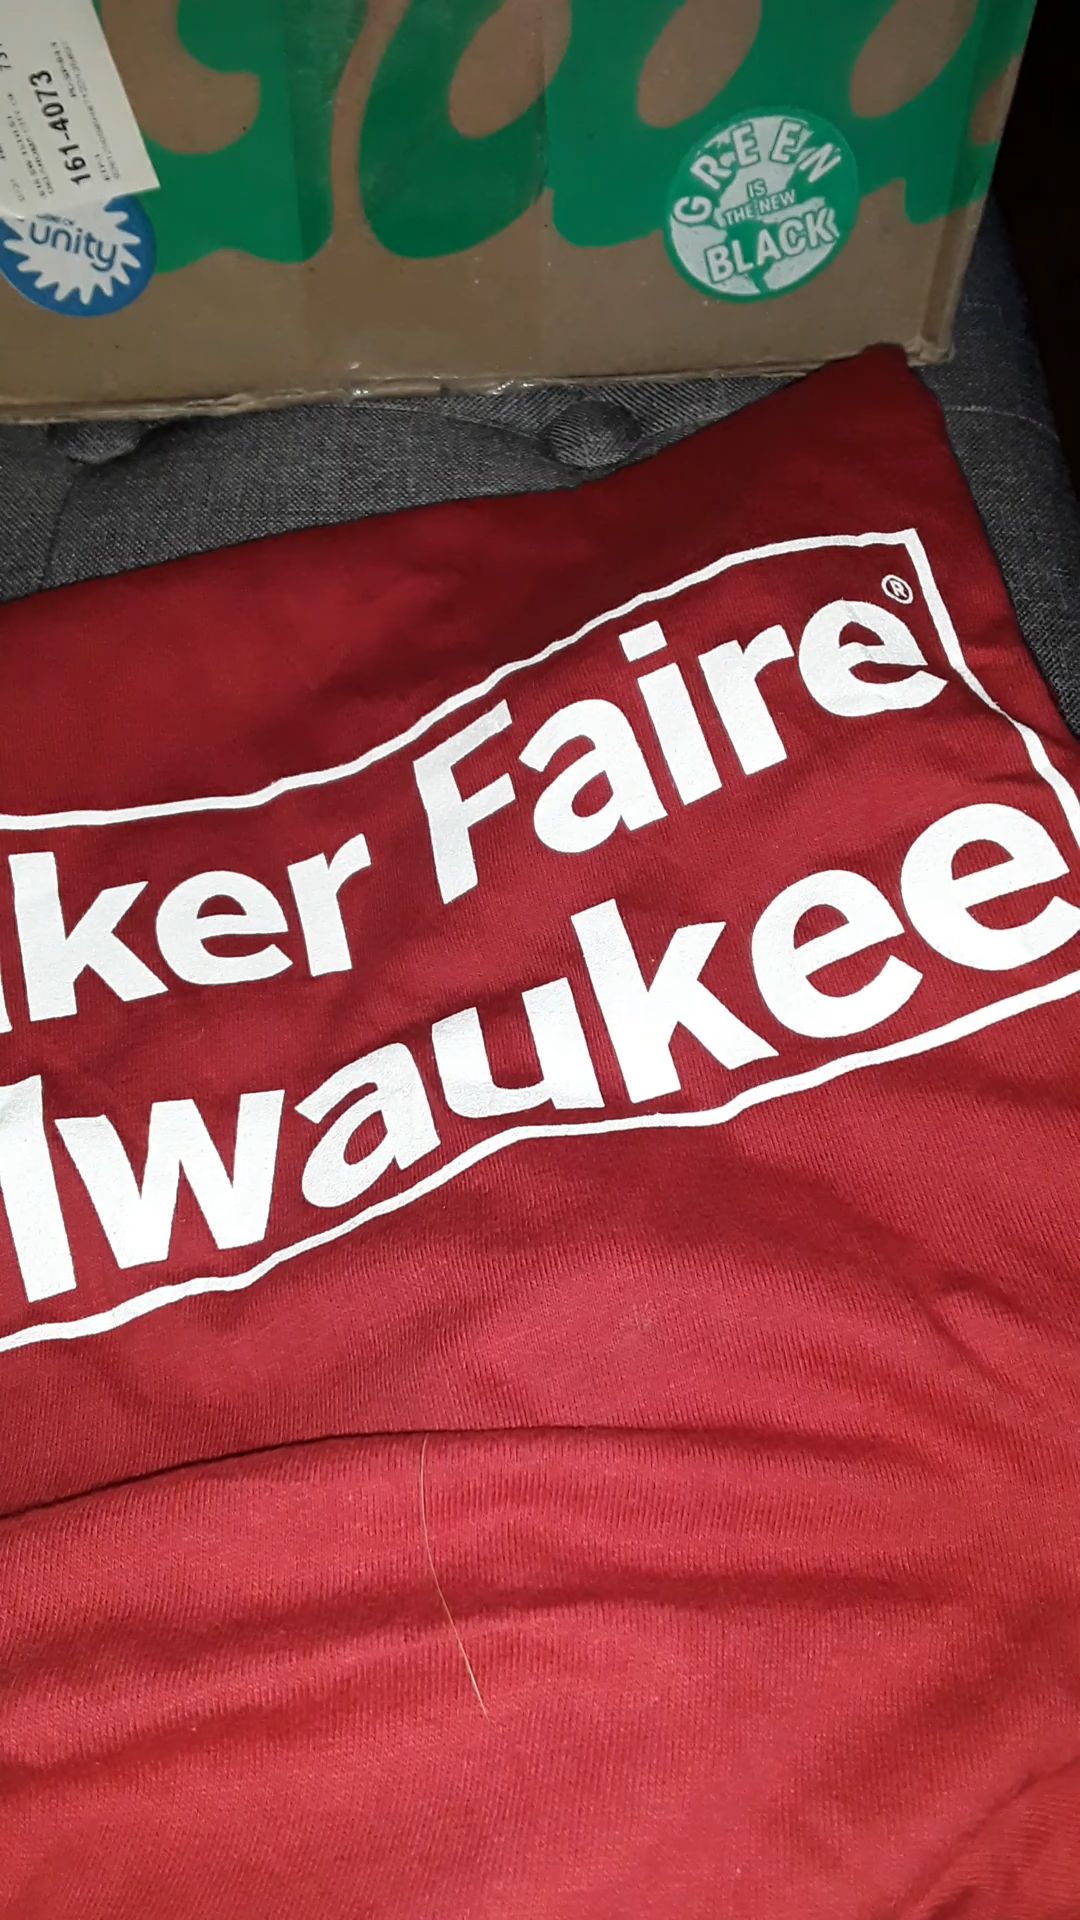 161-4073
unity
GREEN
IS
THE NEW
BLACK
ker Faire®
lwaukee